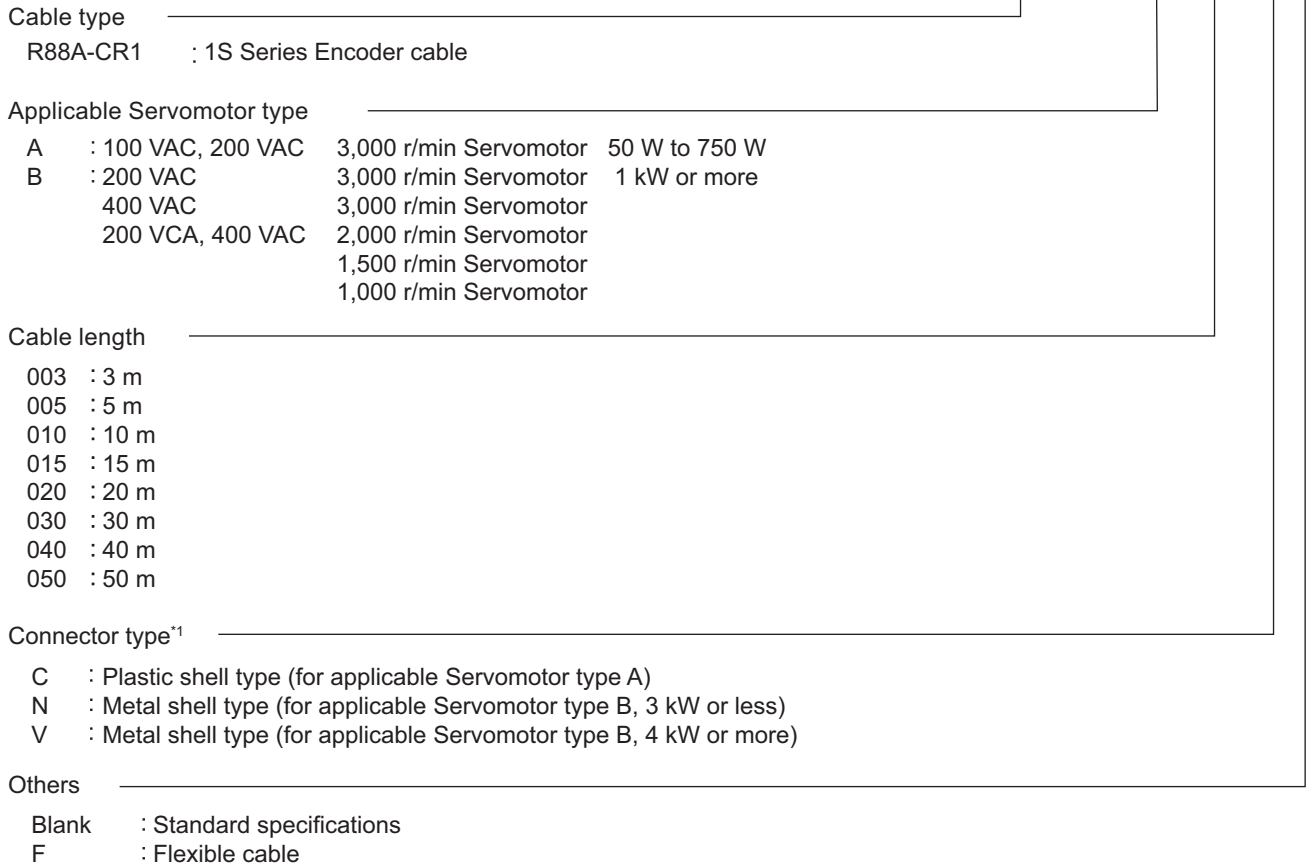 Cable type
R88A-CR1 : 1S Series Encoder cable
Applicable Servomotor type
A : 100 VAC, 200 VAC 3,000 r/min Servomotor 50 W to 750 W
B : 200 VAC 3,000 r/min Servomotor 1 kW or more
400 VAC 3,000 r/min Servomotor
200 VCA, 400 VAC 2,000 r/min Servomotor
1,500 r/min Servomotor
1,000 r/min Servomotor
Cable length
003 : 3 m
005 : 5 m
010 : 10 m
015 : 15 m
020 : 20 m
030 : 30 m
040 : 40 m
050 : 50 m
Connector type*1
C : Plastic shell type (for applicable Servomotor type A)
N : Metal shell type (for applicable Servomotor type B, 3 kW or less)
V : Metal shell type (for applicable Servomotor type B, 4 kW or more)
Others
Blank : Standard specifications
F : Flexible cable